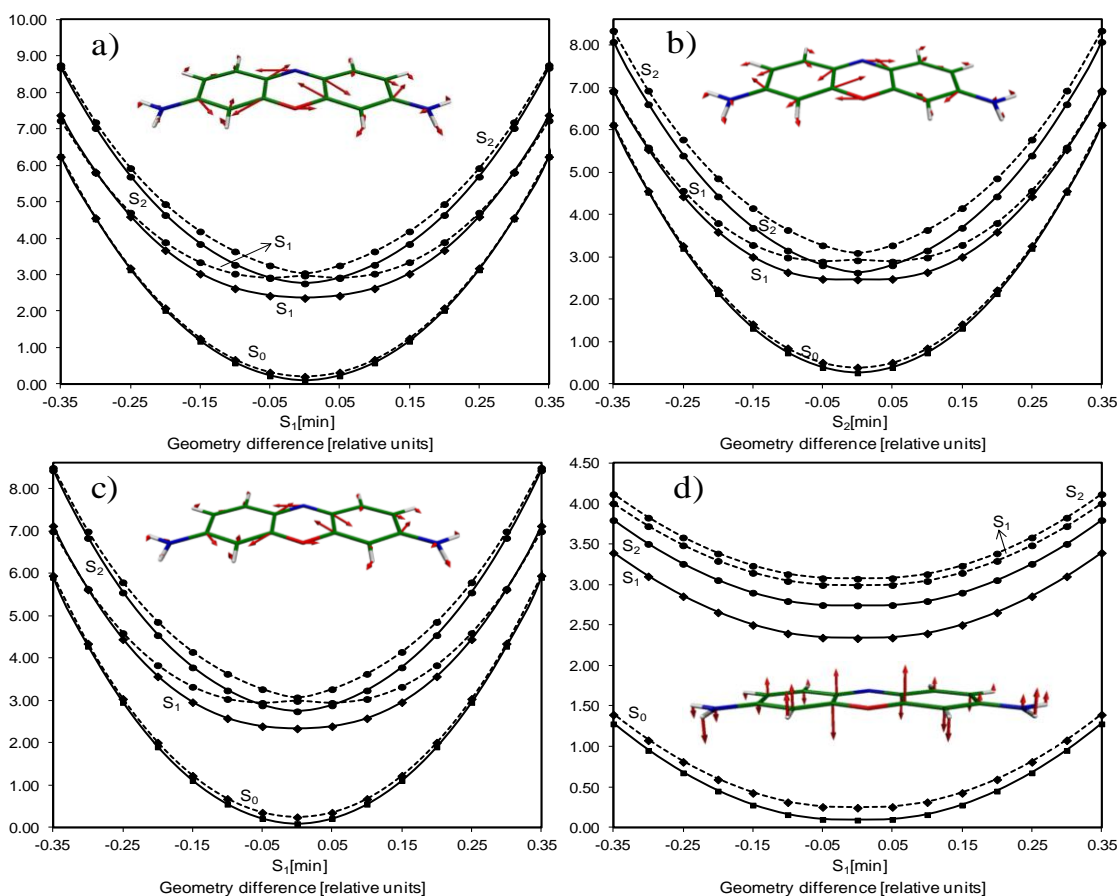 a)
10.00
9.00
8.00
7.00
6.00
5.00
4.00
3.00
2.00
1.00
0.00
S2
S2
S1
S1
S0
-0.35 -0.25 -0.15 -0.05 0.05 0.15 0.25 0.35
S1[min]
Geometry difference [relative units]
b)
8.00
7.00
6.00
5.00
4.00
3.00
2.00
1.00
0.00
S2
S1
S2
S1
S0
-0.35 -0.25 -0.15 -0.05 0.05 0.15 0.25 0.35
S2[min]
Geometry difference [relative units]
c)
8.00
7.00
6.00
5.00
4.00
3.00
2.00
1.00
0.00
S2
S1
S0
-0.35 -0.25 -0.15 -0.05 0.05 0.15 0.25 0.35
S1[min]
Geometry difference [relative units]
d)
4.50
4.00
3.50
3.00
2.50
2.00
1.50
1.00
0.50
0.00
S2
S1
S2
S1
S0
-0.35 -0.25 -0.15 -0.05 0.05 0.15 0.25 0.35
S1[min]
Geometry difference [relative units]